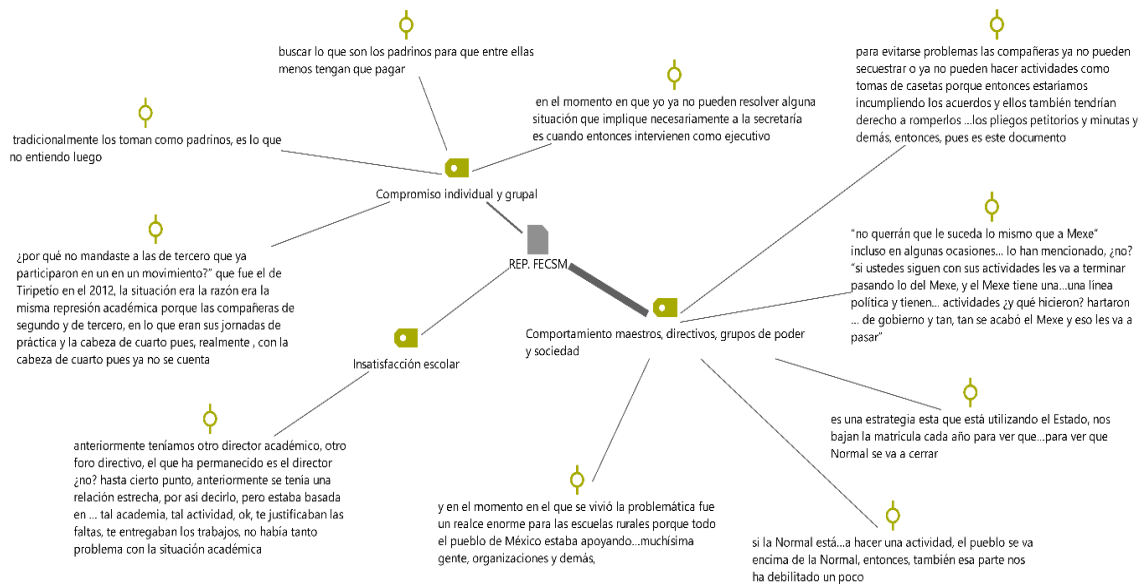 buscar lo que son los padrinos para que entre ellas
menos tengan que pagar
para evitarse problemas las compañeras ya no pueden
secuestrar o ya no pueden hacer actividades como
tomas de casetas porque entonces estaríamos
incumpliendo los acuerdos y ellos también tendrían
derecho a romperlos ...los pliegos petitorios y minutas y
demás, entonces, pues es este documento
en el momento en que yo ya no pueden resolver alguna
situación que implique necesariamente a la secretaría
es cuando entonces intervienen como ejecutivo
tradicionalmente los toman como padrinos, es lo que
no entiendo luego
Compromiso individual y grupal
¿por qué no mandaste a las de tercero que ya
participaron en un en un movimiento?" que fue el de
Tiripetío en el 2012, la situación era la razón era la
misma represión académica porque las compañeras de
segundo y de tercero, en lo que eran sus jornadas de
práctica y la cabeza de cuarto pues, realmente , con la
cabeza de cuarto pues ya no se cuenta
REP. FECSM
"no querrán que le suceda lo mismo que a Mexe"
incluso en algunas ocasiones... lo han mencionado, ¿no?
"si ustedes siguen con sus actividades les va a terminar
pasando lo del Mexe, y el Mexe tiene una...una línea
política y tienen... actividades ¿y qué hicieron? hartaron
... de gobierno y tan, tan se acabó el Mexe y eso les va a
pasar"
Comportamiento maestros, directivos, grupos de poder
y sociedad
Insatisfacción escolar
es una estrategia esta que está utilizando el Estado, nos
bajan la matrícula cada año para ver que...para ver que
Normal se va a cerrar
anteriormente teníamos otro director académico, otro
foro directivo, el que ha permanecido es el director
¿no? hasta cierto punto, anteriormente se tenía una
relación estrecha, por asi decirlo, pero estaba basada
en ... tal academia, tal actividad, ok, te justificaban las
faltas, te entregaban los trabajos, no había tanto
problema con la situación académica
y en el momento en el que se vivió la problemática fue
un realce enorme para las escuelas rurales porque todo
el pueblo de México estaba apoyando...muchísima
gente, organizaciones y demás,
si la Normal está...a hacer una actividad, el pueblo se va
encima de la Normal, entonces, también esa parte nos
ha debilitado un poco